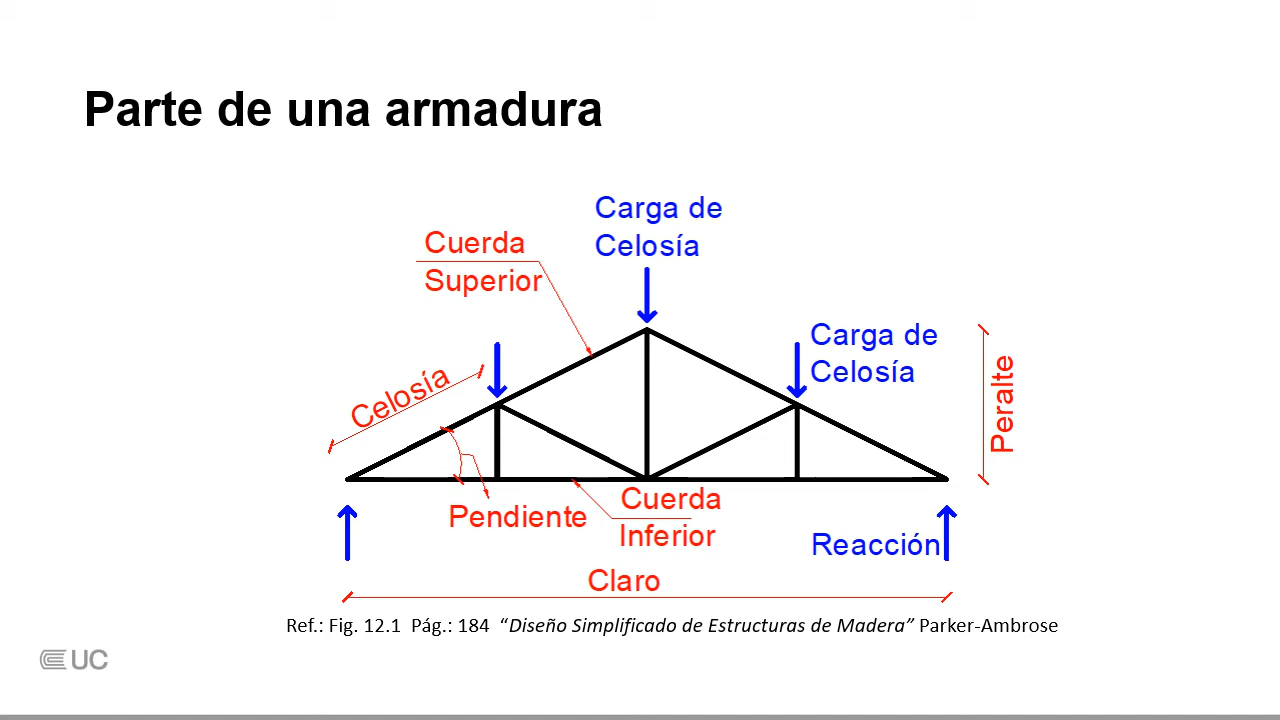 Parte de una armadura
Carga de
Celosía
Cuerda
Superior
Carga de
Celosía
Celosía
Peralte
Pendiente
Cuerda
Inferior
Reacción
Claro
Ref.: Fig. 12.1 Pág.: 184 “Diseño Simplificado de Estructuras de Madera” Parker-Ambrose
UC